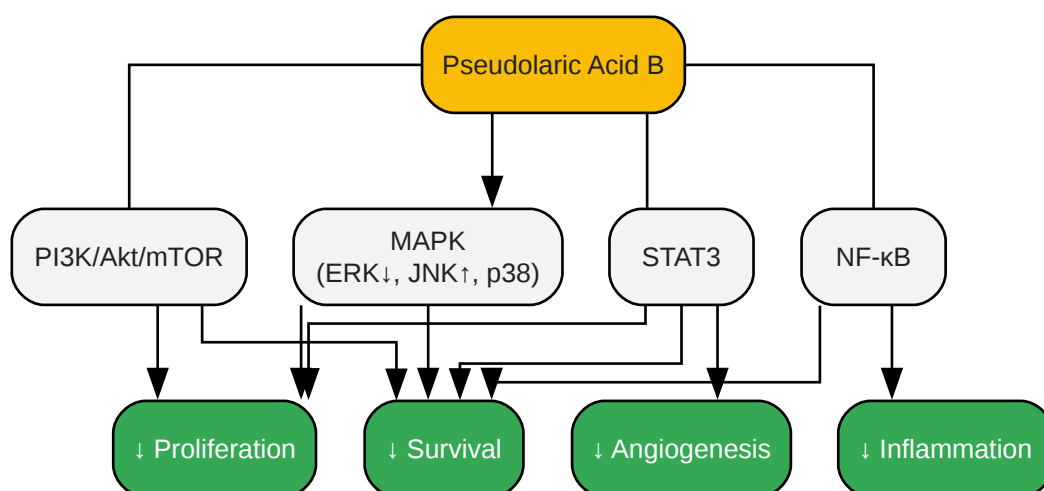 Pseudolaric Acid B
PI3K/Akt/mTOR
MAPK
(ERK↓, JNK↑, p38)
STAT3
NF-κB
↓ Proliferation
↓ Survival
↓ Angiogenesis
↓ Inflammation